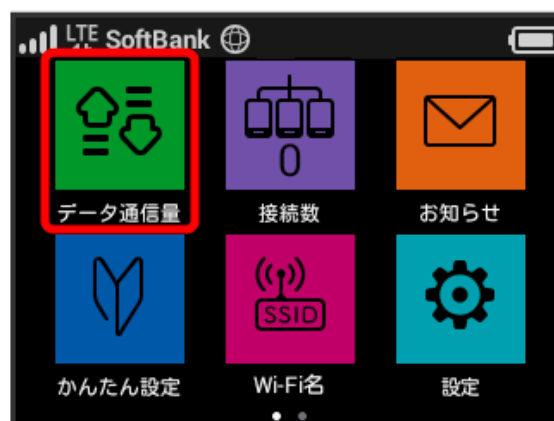 LTE SoftBank
0
データ通信量 接続数 お知らせ
SSID
かんたん設定 Wi-Fi名 設定